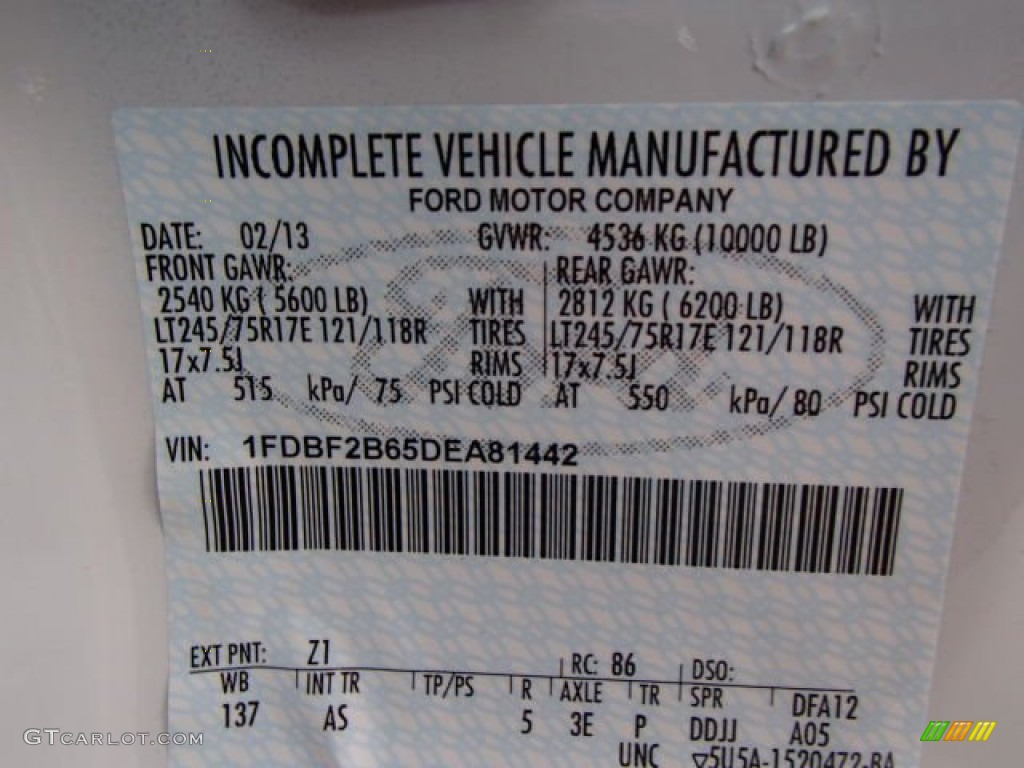 INCOMPLETE VEHICLE MANUFACTURED BY
FORD MOTOR COMPANY
DATE: 02/13 GVWR: 4536 KG (10000 LB)
FRONT GAWR: REAR GAWR:
2540 KG ( 5600 LB) WITH 2812 KG ( 6200 LB) WITH
LT245/75R17E 121/118R TIRES LT245/75R17E 121/118R TIRES
17x7.5J RIMS 17x7.5J RIMS
AT 515 kPa/ 75 PSI COLD AT 550 kPa/ 80 PSI COLD
VIN: 1FDBF2B65DEA81442
EXT PNT: Z1 RC: 86 DSO:
WB INT TR TP/PS R AXLE TR SPR DFA12
137 AS 5 3E P DDJJ A05
UNC ▽5U5A-1520472-BA
GTCARLOT.COM